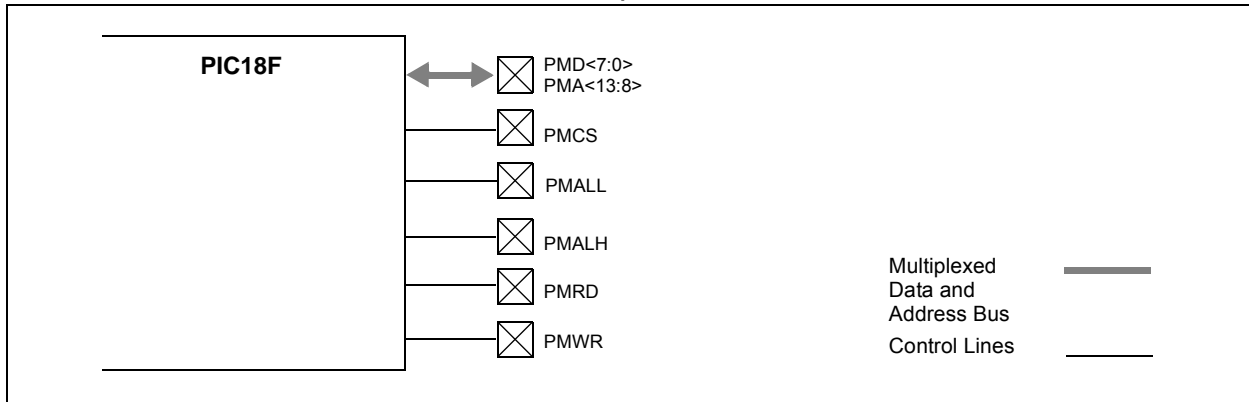 PIC18F
PMD<7:0>
PMA<13:8>
PMCS
PMALL
PMALH
PMRD
PMWR
Multiplexed
Data and
Address Bus
Control Lines